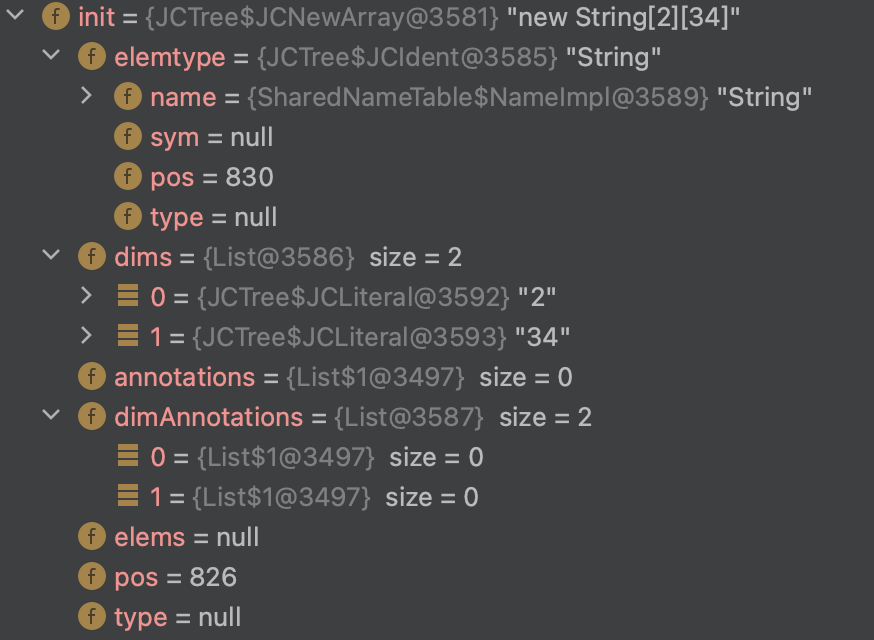 f init = {JCTree$JCNewArray@3581} "new String[2][34]"
f elemtype = {JCTree$JCIdent@3585} "String"
f name = {SharedNameTable$NameImpl@3589} "String"
f sym = null
f pos = 830
f type = null
f dims = {List@3586} size = 2
0 = {JCTree$JCLiteral@3592} "2"
1 = {JCTree$JCLiteral@3593} "34"
f annotations = {List$1@3497} size = 0
f dimAnnotations = {List@3587} size = 2
0 = {List$1@3497} size = 0
1 = {List$1@3497} size = 0
f elems = null
f pos = 826
f type = null